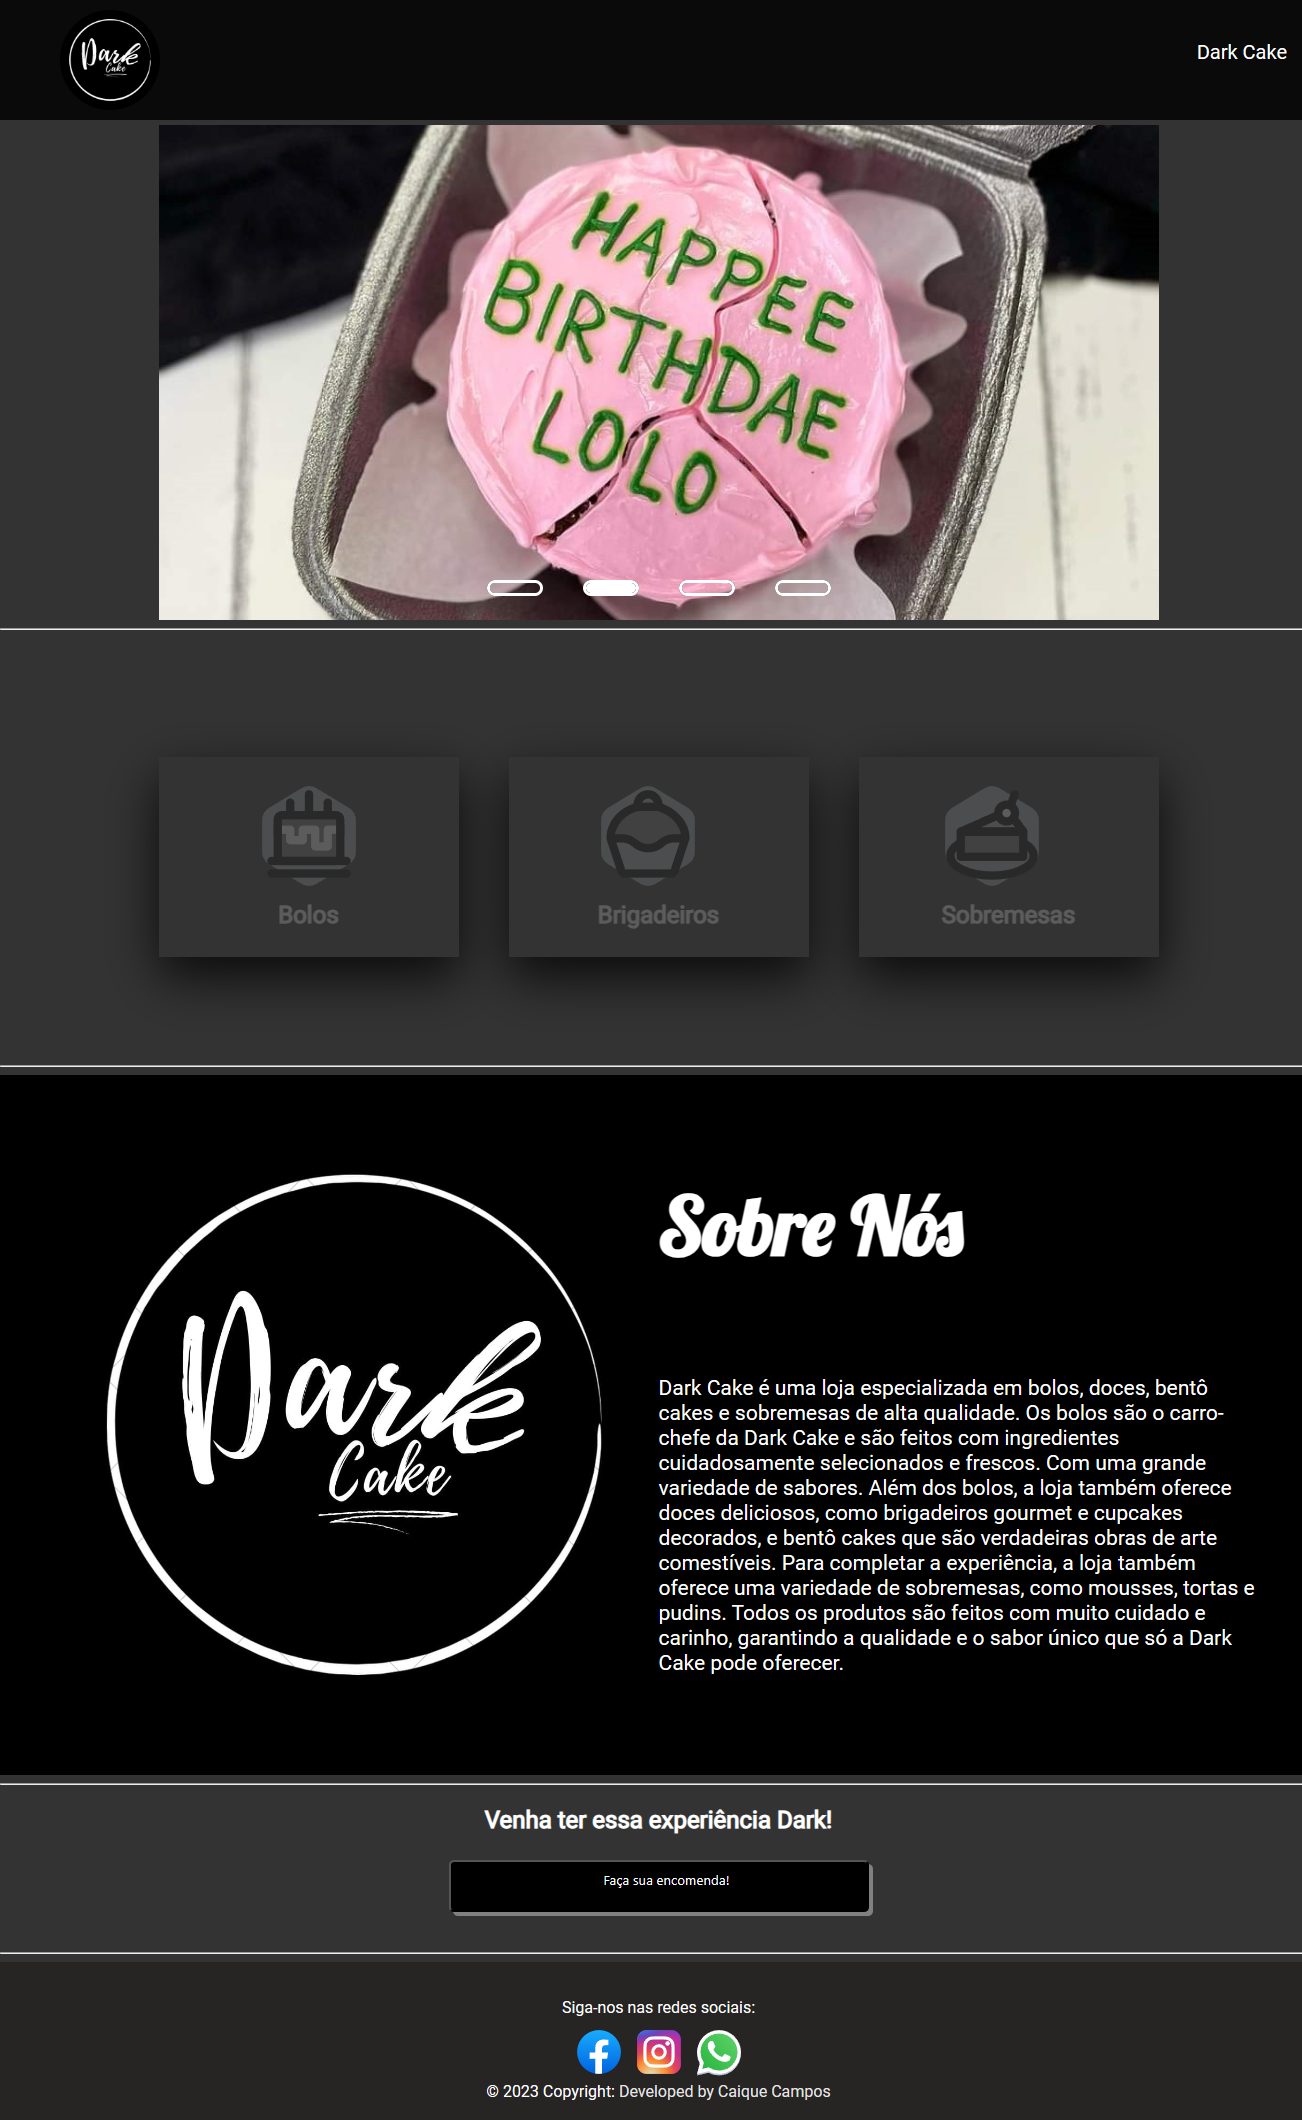 Dark
Cake
Dark Cake
HAPPEE
BIRTHDAE
LOLO
Bolos
Brigadeiros
Sobremesas
Dark
Cake
Sobre Nós
Dark Cake é uma loja especializada em bolos, doces, bentô
cakes e sobremesas de alta qualidade. Os bolos são o carro-
chefe da Dark Cake e são feitos com ingredientes
cuidadosamente selecionados e frescos. Com uma grande
variedade de sabores. Além dos bolos, a loja também oferece
doces deliciosos, como brigadeiros gourmet e cupcakes
decorados, e bentô cakes que são verdadeiras obras de arte
comestíveis. Para completar a experiência, a loja também
oferece uma variedade de sobremesas, como mousses, tortas e
pudins. Todos os produtos são feitos com muito cuidado e
carinho, garantindo a qualidade e o sabor único que só a Dark
Cake pode oferecer.
Venha ter essa experiência Dark!
Faça sua encomenda!
Siga-nos nas redes sociais:
© 2023 Copyright: Developed by Caique Campos